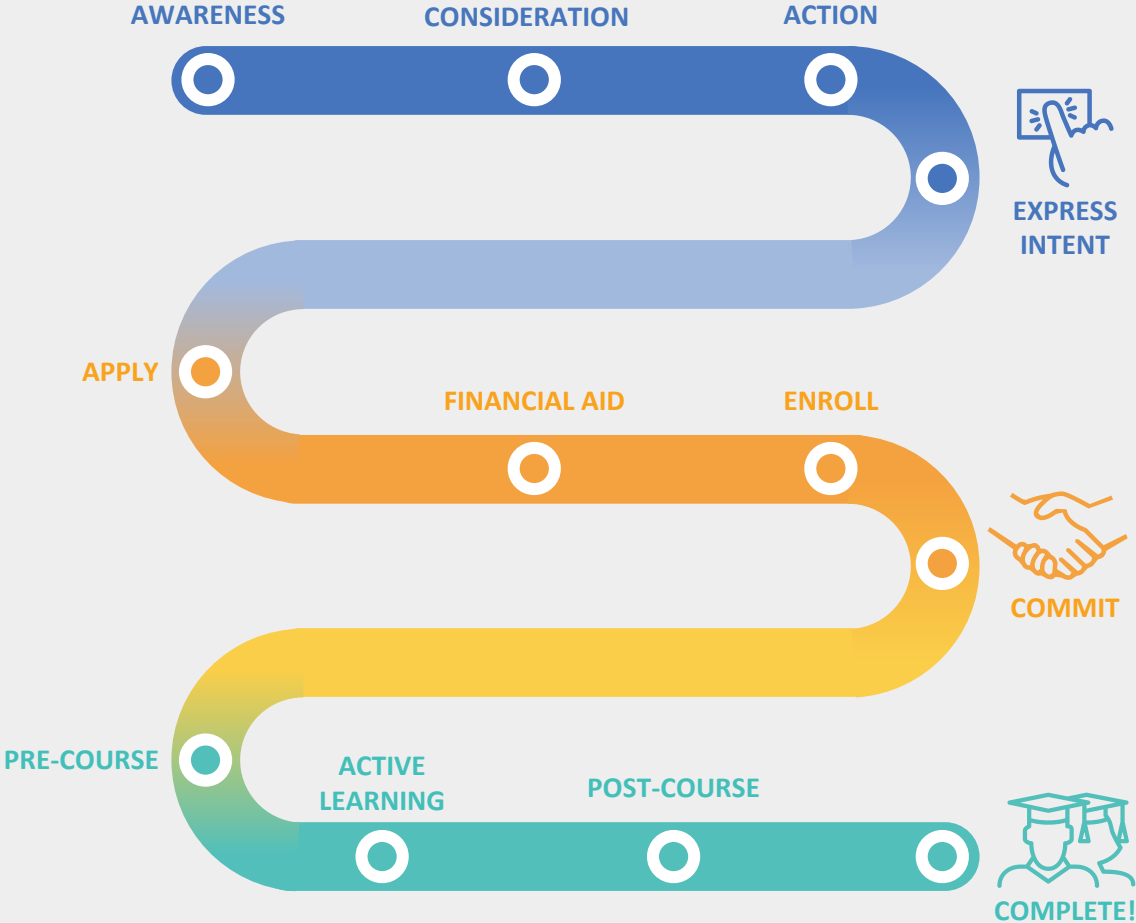 AWARENESS
CONSIDERATION
ACTION
EXPRESS
INTENT
APPLY
FINANCIAL AID
ENROLL
COMMIT
PRE-COURSE
ACTIVE
LEARNING
POST-COURSE
COMPLETE!